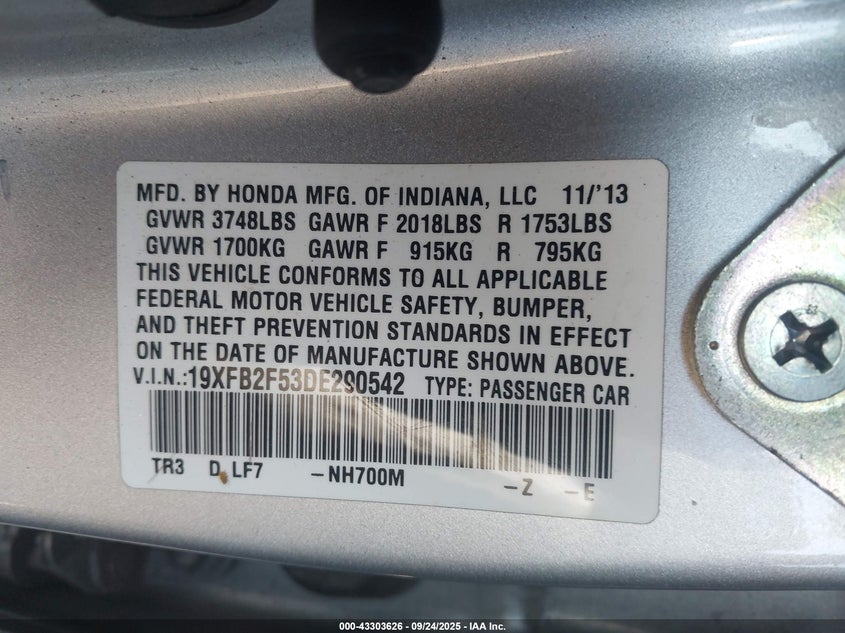 MFD. BY HONDA MFG. OF INDIANA, LLC 11/'13
GVWR 3748LBS GAWR F 2018LBS R 1753LBS
GVWR 1700KG GAWR F 915KG R 795KG
THIS VEHICLE CONFORMS TO ALL APPLICABLE
FEDERAL MOTOR VEHICLE SAFETY, BUMPER,
AND THEFT PREVENTION STANDARDS IN EFFECT
ON THE DATE OF MANUFACTURE SHOWN ABOVE.
V.I.N.:19XFB2F53DE290542 TYPE: PASSENGER CAR
TR3 D LF7 –NH700M –Z –E
000-43303626 - 09/24/2025 - IAA Inc.